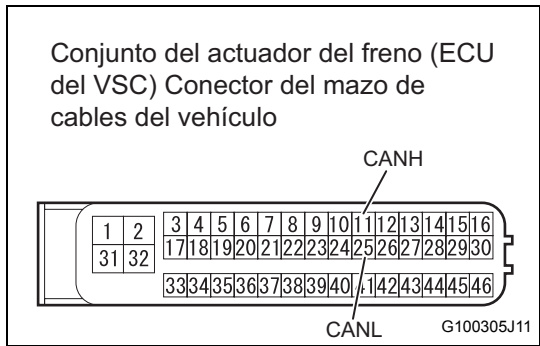 Conjunto del actuador del freno (ECU
del VSC) Conector del mazo de
cables del vehículo
CANH
1 2 3 4 5 6 7 8 9 10 11 12 13 14 15 16
17 18 19 20 21 22 23 24 25 26 27 28 29 30
31 32
33 34 35 36 37 38 39 40 41 42 43 44 45 46
CANL
G100305J11